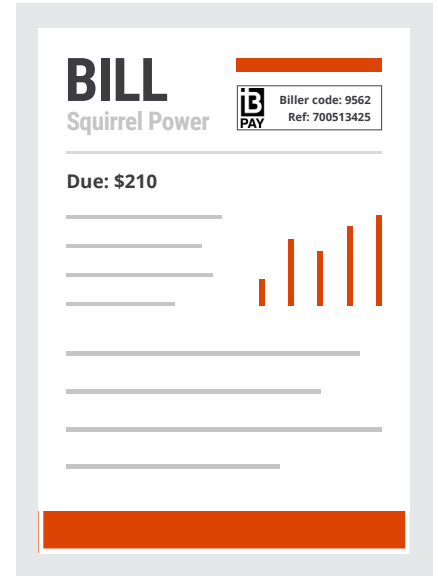 BILL
Squirrel Power
B
PAY
Biller code: 9562
Ref: 700513425
Due: $210